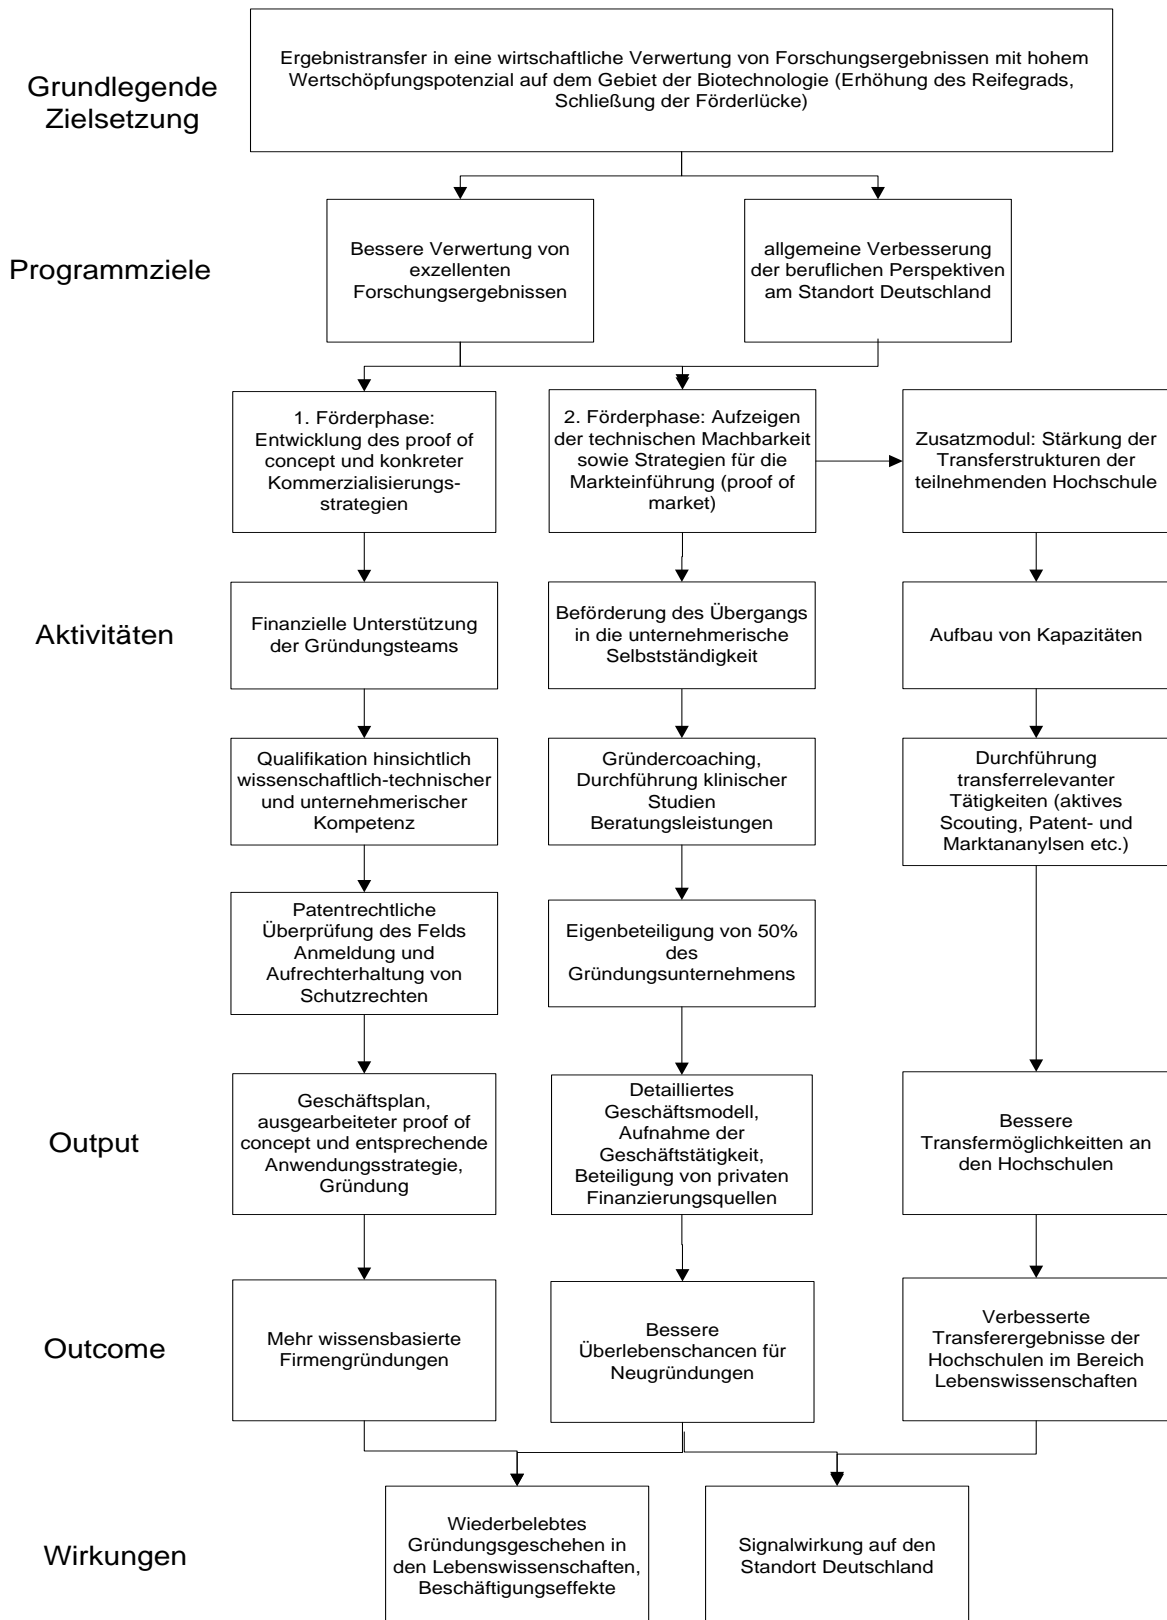 Grundlegende
Zielsetzung
Ergebnistransfer in eine wirtschaftliche Verwertung von Forschungsergebnissen mit hohem
Wertschöpfungspotenzial auf dem Gebiet der Biotechnologie (Erhöhung des Reifegrads,
Schließung der Förderlücke)
Programmziele
Bessere Verwertung von
exzellenten
Forschungsergebnissen
allgemeine Verbesserung
der beruflichen Perspektiven
am Standort Deutschland
1. Förderphase:
Entwicklung des proof of
concept und konkreter
Kommerzialisierungs-
strategien
2. Förderphase: Aufzeigen
der technischen Machbarkeit
sowie Strategien für die
Markteinführung (proof of
market)
Zusatzmodul: Stärkung der
Transferstrukturen der
teilnehmenden Hochschule
Aktivitäten
Finanzielle Unterstützung
der Gründungsteams
Beförderung des Übergangs
in die unternehmerische
Selbstständigkeit
Aufbau von Kapazitäten
Qualifikation hinsichtlich
wissenschaftlich-technischer
und unternehmerischer
Kompetenz
Gründercoaching,
Durchführung klinischer
Studien
Beratungsleistungen
Durchführung
transferrelevanter
Tätigkeiten (aktives
Scouting, Patent- und
Marktananylsen etc.)
Patentrechtliche
Überprüfung des Felds
Anmeldung und
Aufrechterhaltung von
Schutzrechten
Eigenbeteiligung von 50%
des
Gründungsunternehmens
Output
Geschäftsplan,
ausgearbeiteter proof of
concept und entsprechende
Anwendungsstrategie,
Gründung
Detailliertes
Geschäftsmodell,
Aufnahme der
Geschäftstätigkeit,
Beteiligung von privaten
Finanzierungsquellen
Bessere
Transfermöglichkeitten an
den Hochschulen
Outcome
Mehr wissensbasierte
Firmengründungen
Bessere
Überlebenschancen für
Neugründungen
Verbesserte
Transferergebnisse der
Hochschulen im Bereich
Lebenswissenschaften
Wirkungen
Wiederbelebtes
Gründungsgeschehen in
den Lebenswissenschaften,
Beschäftigungseffekte
Signalwirkung auf den
Standort Deutschland